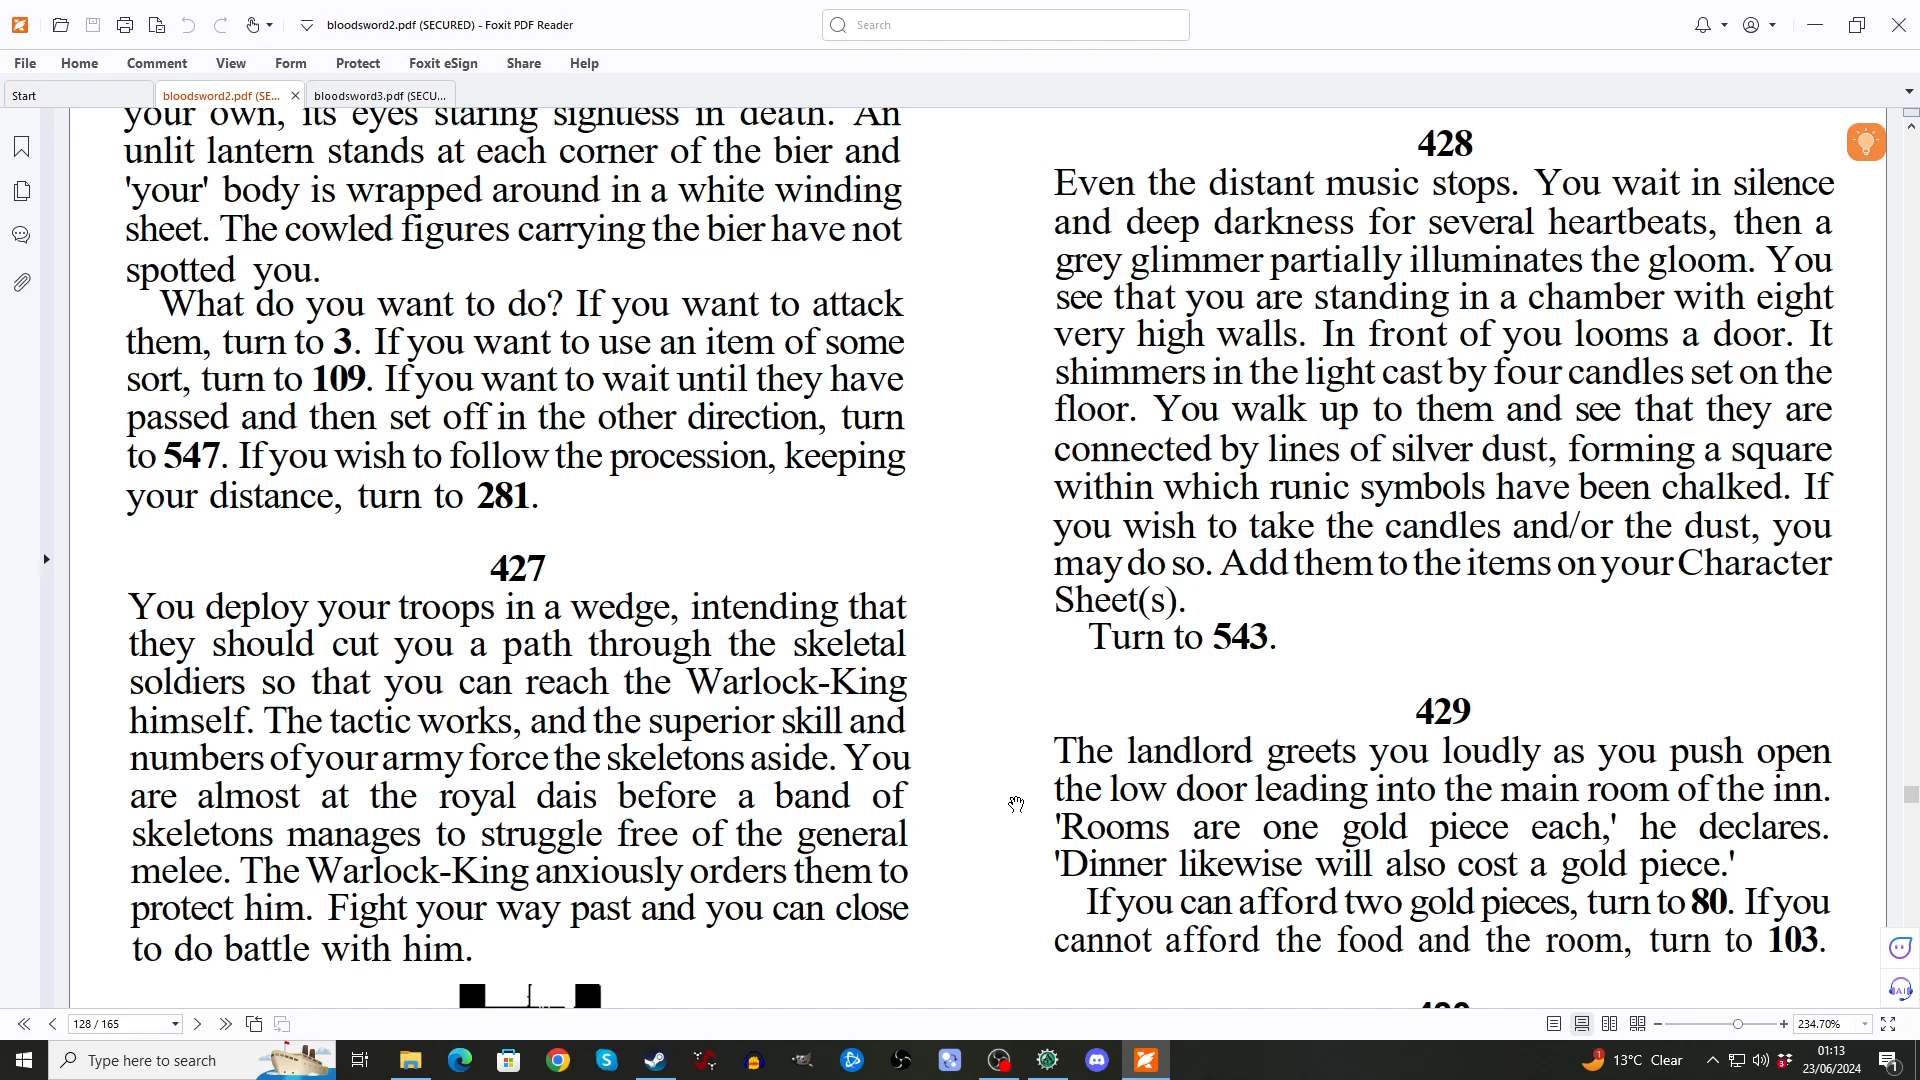 bloodsword2.pdf (SECURED) - Foxit PDF Reader
Search
File Home Comment View Form Protect Foxit eSign Share Help
Start bloodsword2.pdf (SE... bloodsword3.pdf (SECU...
your own, its eyes staring sightless in death. An
unlit lantern stands at each corner of the bier and
'your' body is wrapped around in a white winding
sheet. The cowled figures carrying the bier have not
spotted you.
What do you want to do? If you want to attack
them, turn to 3. If you want to use an item of some
sort, turn to 109. If you want to wait until they have
passed and then set off in the other direction, turn
to 547. If you wish to follow the procession, keeping
your distance, turn to 281.
427
You deploy your troops in a wedge, intending that
they should cut you a path through the skeletal
soldiers so that you can reach the Warlock-King
himself. The tactic works, and the superior skill and
numbers of your army force the skeletons aside. You
are almost at the royal dais before a band of
skeletons manages to struggle free of the general
melee. The Warlock-King anxiously orders them to
protect him. Fight your way past and you can close
to do battle with him.
428
Even the distant music stops. You wait in silence
and deep darkness for several heartbeats, then a
grey glimmer partially illuminates the gloom. You
see that you are standing in a chamber with eight
very high walls. In front of you looms a door. It
shimmers in the light cast by four candles set on the
floor. You walk up to them and see that they are
connected by lines of silver dust, forming a square
within which runic symbols have been chalked. If
you wish to take the candles and/or the dust, you
may do so. Add them to the items on your Character
Sheet(s).
Turn to 543.
429
The landlord greets you loudly as you push open
the low door leading into the main room of the inn.
'Rooms are one gold piece each,' he declares.
'Dinner likewise will also cost a gold piece.'
If you can afford two gold pieces, turn to 80. If you
cannot afford the food and the room, turn to 103.
128 / 165
234.70%
Type here to search
13°C Clear
01:13
23/06/2024